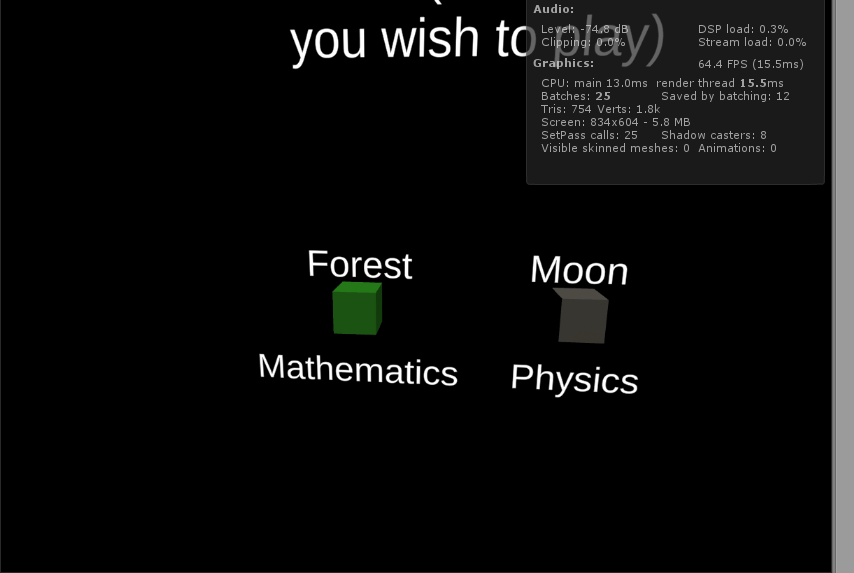 you wish to play)
Audio:
Level: -74.8 dB DSP load: 0.3%
Clipping: 0.0% Stream load: 0.0%
Graphics: 64.4 FPS (15.5ms)
CPU: main 13.0ms render thread 15.5ms
Batches: 25 Saved by batching: 12
Tris: 754 Verts: 1.8k
Screen: 834x604 - 5.8 MB
SetPass calls: 25 Shadow casters: 8
Visible skinned meshes: 0 Animations: 0
Forest Moon
Mathematics Physics